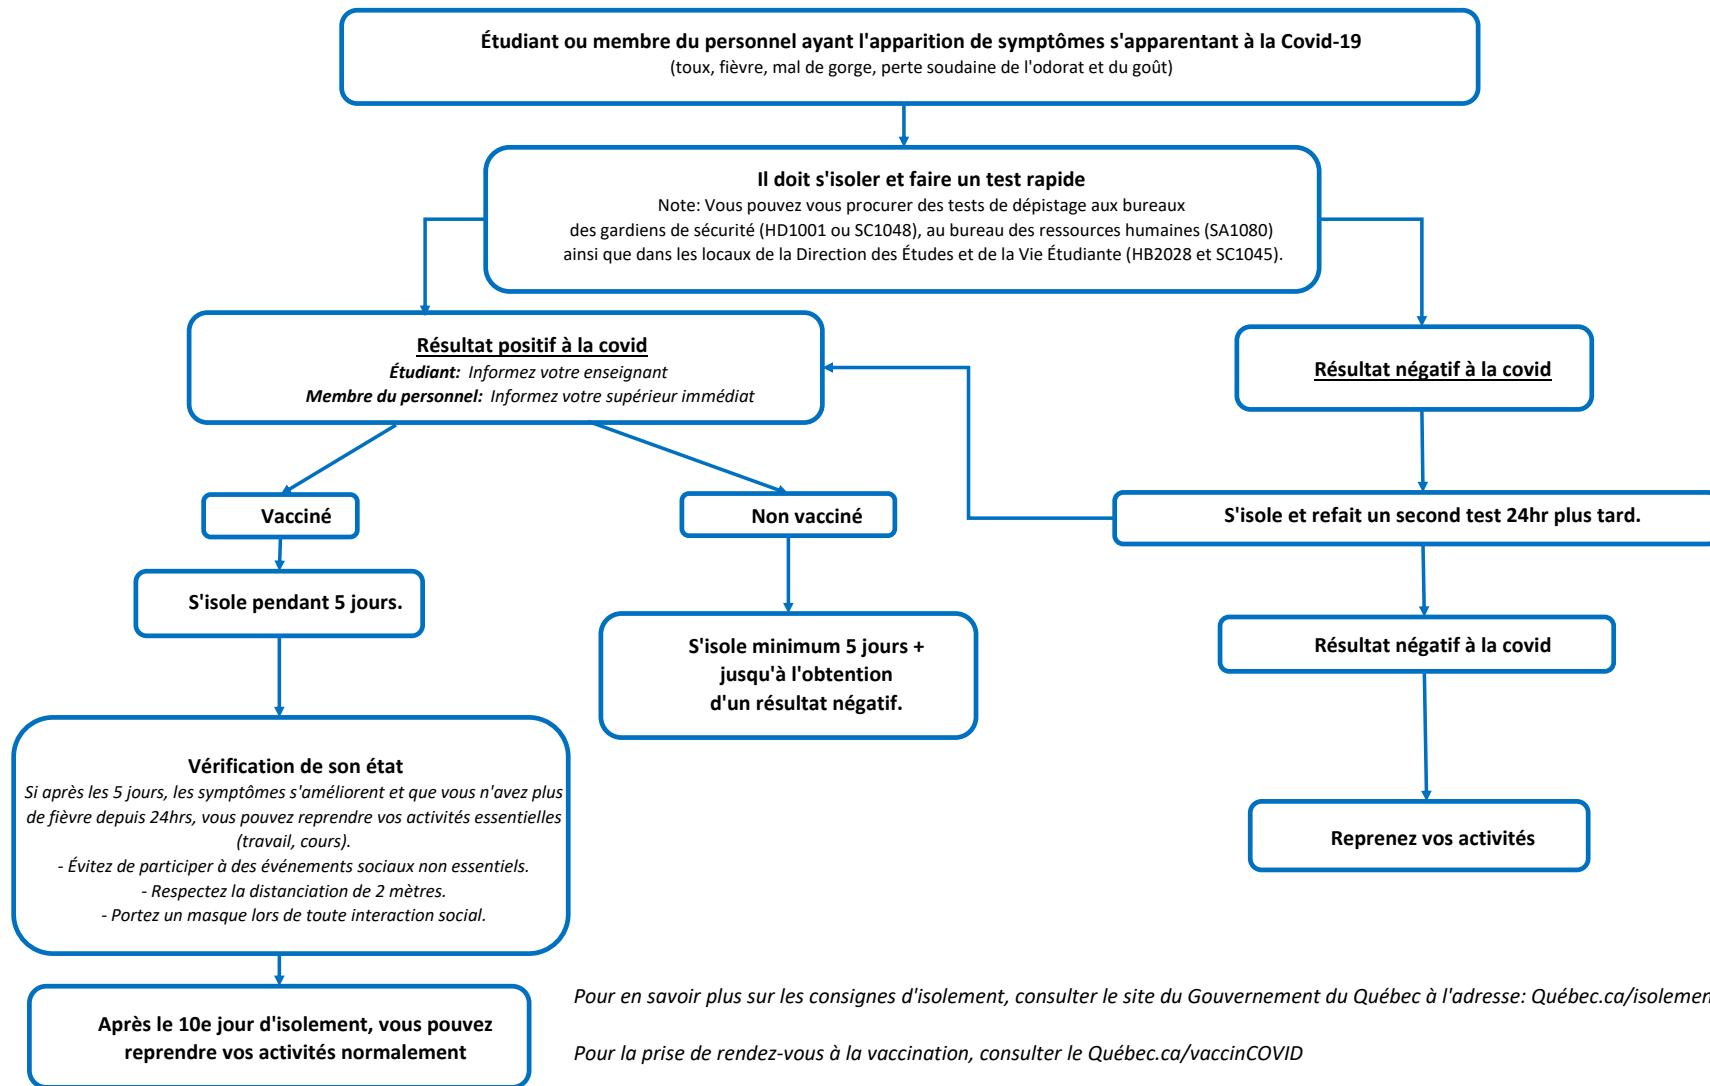 Étudiant ou membre du personnel ayant l'apparition de symptômes s'apparentant à la Covid-19
(toux, fièvre, mal de gorge, perte soudaine de l'odorat et du goût)
Il doit s'isoler et faire un test rapide
Note: Vous pouvez vous procurer des tests de dépistage aux bureaux
des gardiens de sécurité (HD1001 ou SC1048), au bureau des ressources humaines (SA1080)
ainsi que dans les locaux de la Direction des Études et de la Vie Étudiante (HB2028 et SC1045).
Résultat positif à la covid
Étudiant: Informez votre enseignant
Membre du personnel: Informez votre supérieur immédiat
Résultat négatif à la covid
Vacciné
Non vacciné
S'isole et refait un second test 24hr plus tard.
S'isole pendant 5 jours.
S'isole minimum 5 jours +
jusqu'à l'obtention
d'un résultat négatif.
Résultat négatif à la covid
Vérification de son état
Si après les 5 jours, les symptômes s'améliorent et que vous n'avez plus
de fièvre depuis 24hrs, vous pouvez reprendre vos activités essentielles
(travail, cours).
- Évitez de participer à des événements sociaux non essentiels.
- Respectez la distanciation de 2 mètres.
- Portez un masque lors de toute interaction social.
Reprenez vos activités
Après le 10e jour d'isolement, vous pouvez
reprendre vos activités normalement
Pour en savoir plus sur les consignes d'isolement, consulter le site du Gouvernement du Québec à l'adresse: Québec.ca/isolemen
Pour la prise de rendez-vous à la vaccination, consulter le Québec.ca/vaccinCOVID